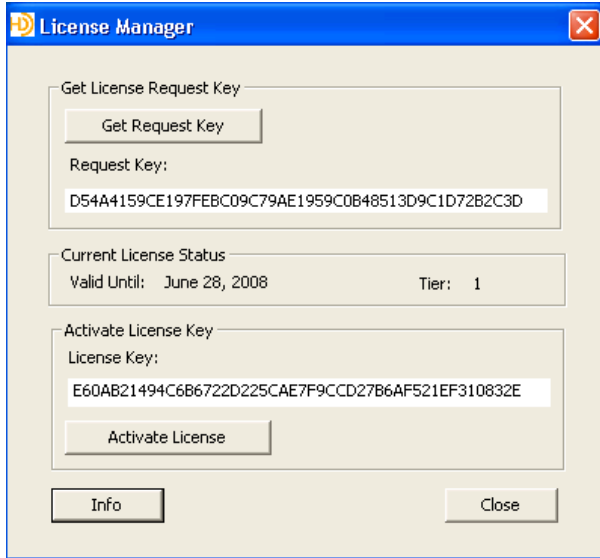 HD License Manager
Get License Request Key
Get Request Key
Request Key:
D54A4159CE197FEBC09C79AE1959C0B48513D9C1D72B2C3D
Current License Status
Valid Until: June 28, 2008 Tier: 1
Activate License Key
License Key:
E60AB21494C6B6722D225CAE7F9CCD27B6AF521EF310832E
Activate License
Info Close